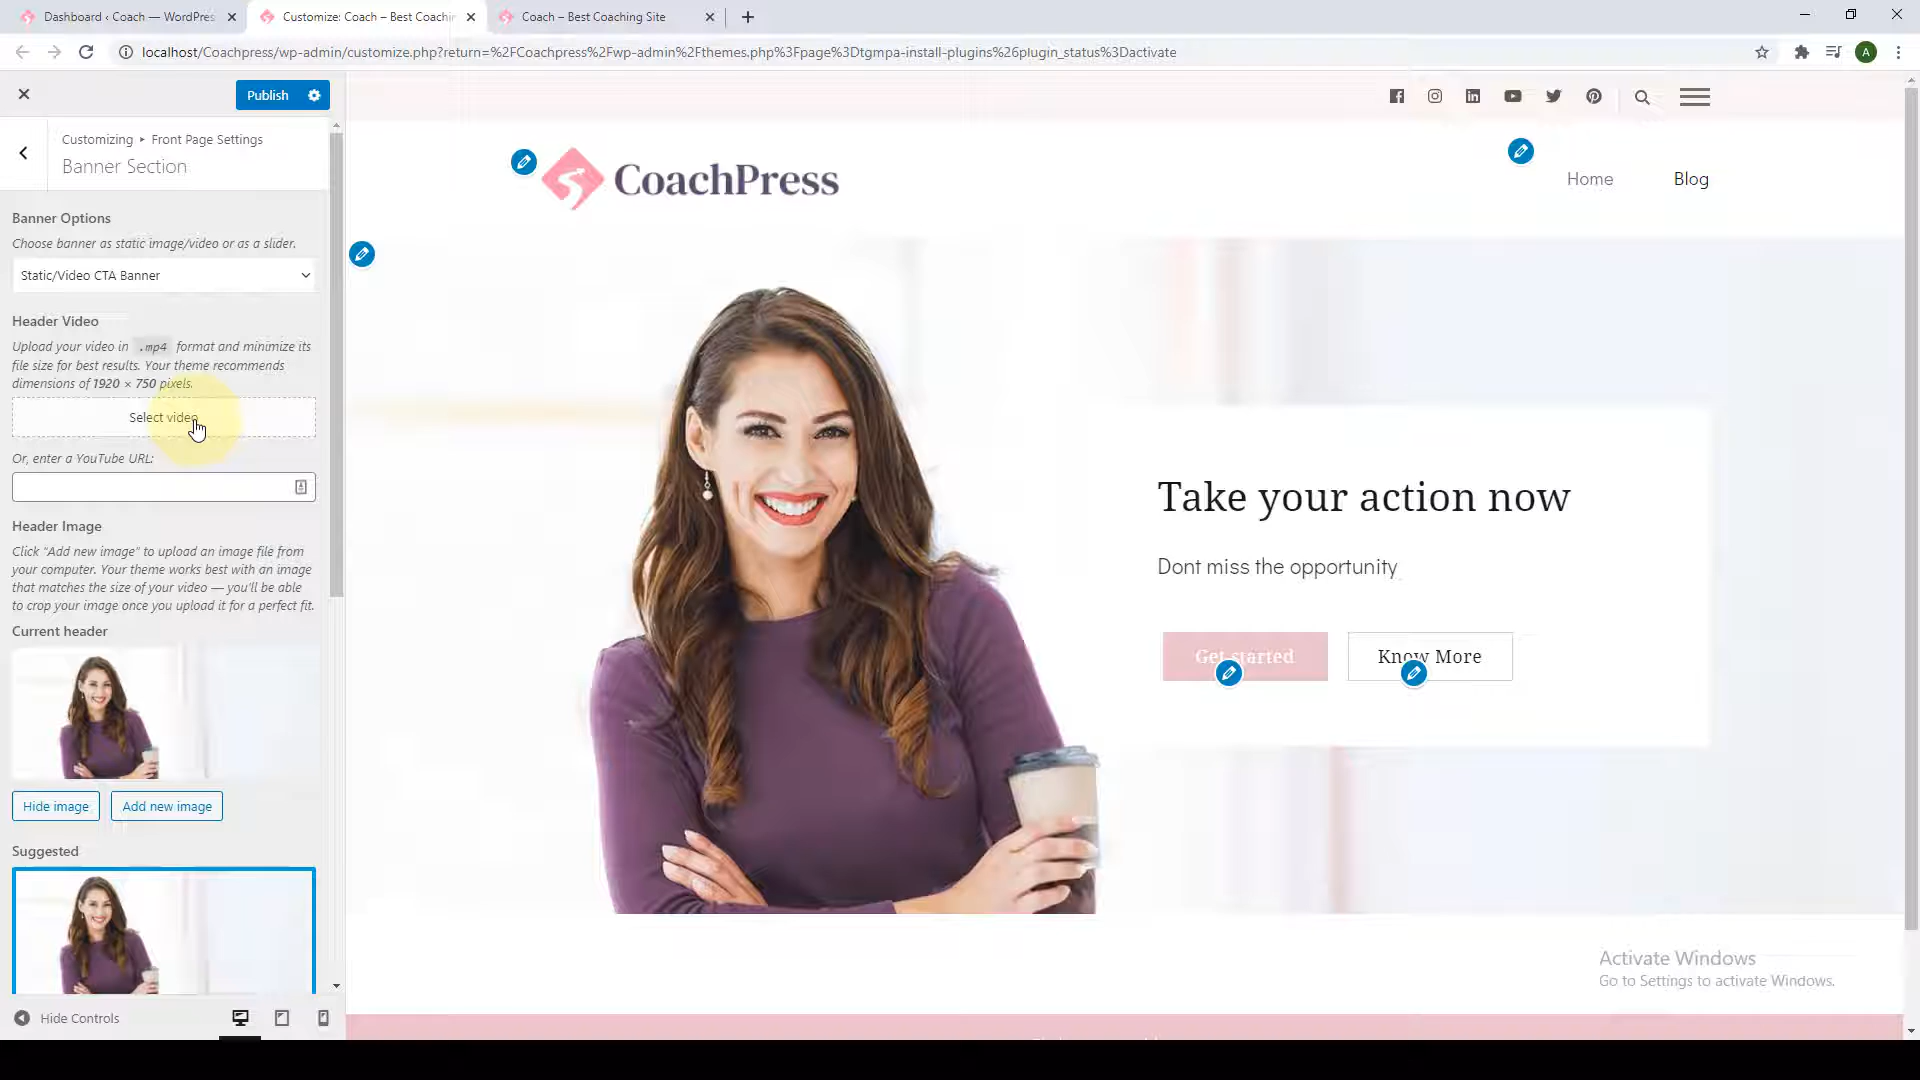 Dashboard ‹ Coach — WordPres
Customize: Coach – Best Coachin
Coach – Best Coaching Site
localhost/Coachpress/wp-admin/customize.php?return=%2FCoachpress%2Fwp-admin%2Fthemes.php%3Fpage%3Dtgmpa-install-plugins%26plugin_status%3Dactivate
A
Publish
Customizing ▸ Front Page Settings
Banner Section
Banner Options
Choose banner as static image/video or as a slider.
Static/Video CTA Banner
Header Video
Upload your video in .mp4 format and minimize its
file size for best results. Your theme recommends
dimensions of 1920 × 750 pixels.
Select video
Or, enter a YouTube URL:
Header Image
Click "Add new image" to upload an image file from
your computer. Your theme works best with an image
that matches the size of your video — you'll be able
to crop your image once you upload it for a perfect fit.
Current header
Hide image
Add new image
Suggested
Hide Controls
CoachPress
Home
Blog
Take your action now
Dont miss the opportunity
Get started
Know More
Activate Windows
Go to Settings to activate Windows.